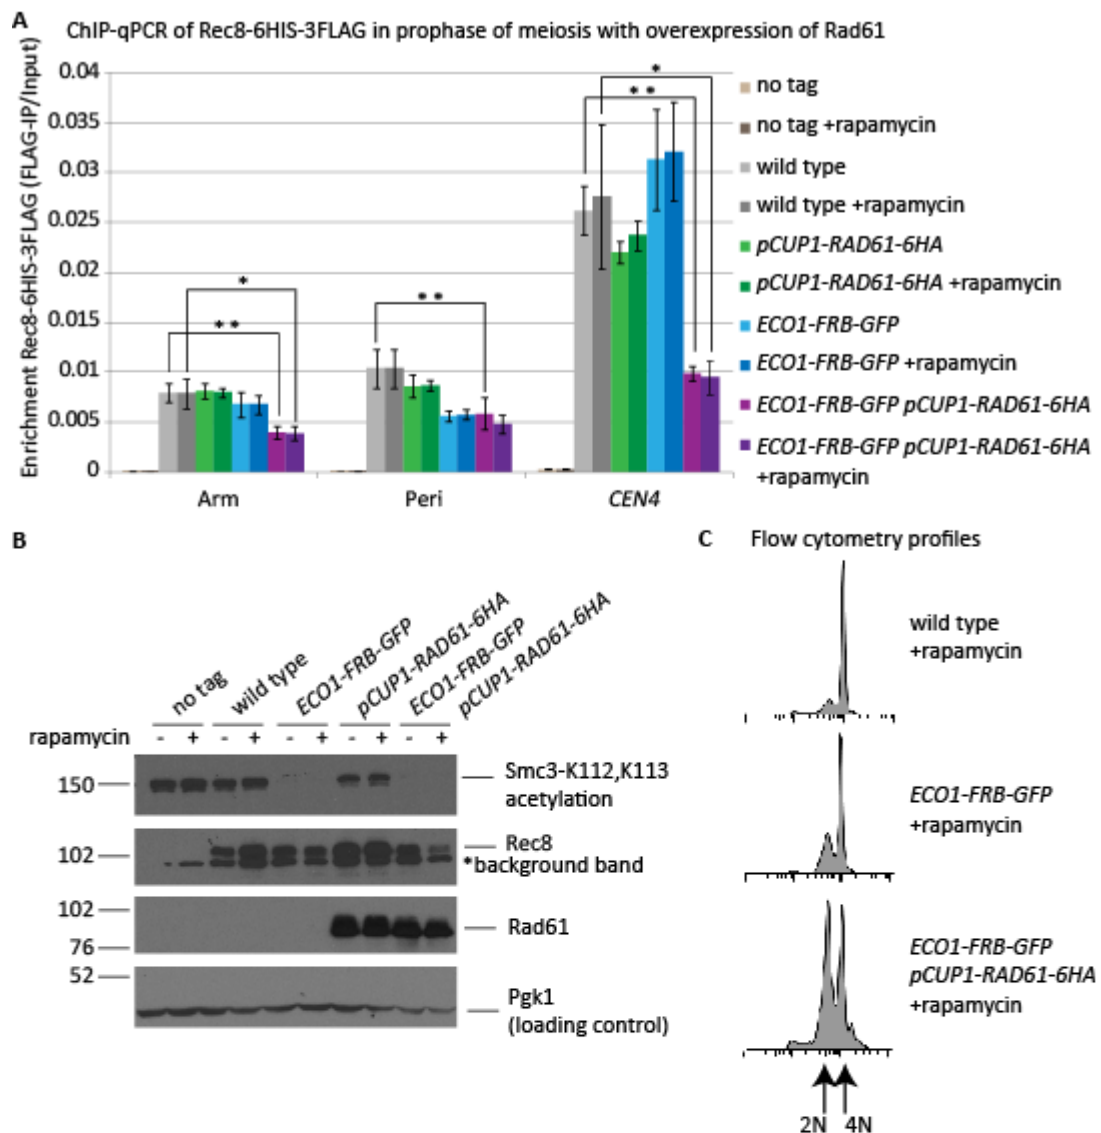 A
ChIP-qPCR of Rec8-6HIS-3FLAG in prophase of meiosis with overexpression of Rad61
Enrichment Rec8-6HIS-3FLAG (FLAG-IP/Input)
0.04
0.035
0.03
0.025
0.02
0.015
0.01
0.005
0
* *
*
* *
* *
*
Arm Peri CEN4
no tag
no tag +rapamycin
wild type
wild type +rapamycin
pCUP1-RAD61-6HA
pCUP1-RAD61-6HA +rapamycin
ECO1-FRB-GFP
ECO1-FRB-GFP +rapamycin
ECO1-FRB-GFP pCUP1-RAD61-6HA
ECO1-FRB-GFP pCUP1-RAD61-6HA
+rapamycin
B
no tag
wild type
ECO1-FRB-GFP
pCUP1-RAD61-6HA
ECO1-FRB-GFP
pCUP1-RAD61-6HA
rapamycin - + - + - + - + - +
150
Smc3-K112,K113
acetylation
102
Rec8
*background band
102
76
Rad61
52
Pgk1
(loading control)
C
Flow cytometry profiles
wild type
+rapamycin
ECO1-FRB-GFP
+rapamycin
ECO1-FRB-GFP
pCUP1-RAD61-6HA
+rapamycin
2N 4N